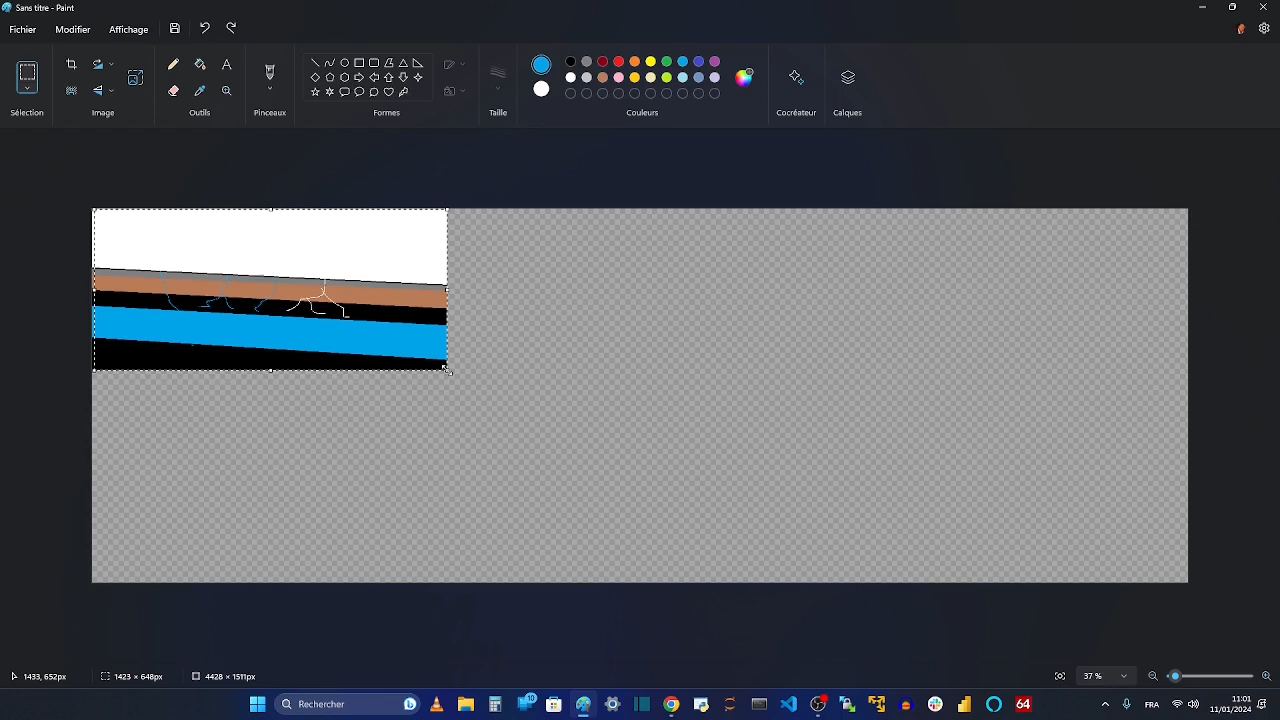 Sans titre - Paint
Fichier Modifier Affichage
Sélection Image Outils Pinceaux Formes Taille Couleurs Cocréateur Calques
1433, 652px 1423 × 648px 4428 × 1511px 37 %
Rechercher 10 64 FRA 11:01
11/01/2024